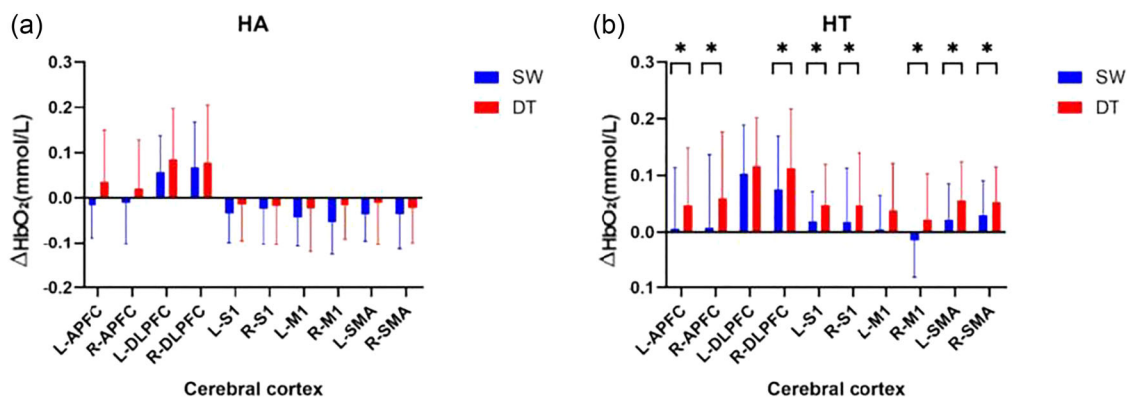 (a)
HA
0.3
0.2
0.1
0.0
-0.1
-0.2
ΔHbO₂(mmol/L)
SW
DT
L-APFC
R-APFC
L-DLPFC
R-DLPFC
L-S1
R-S1
L-M1
R-M1
L-SMA
R-SMA
Cerebral cortex
(b)
HT
* * * * * * * *
0.3
0.2
0.1
0.0
0.1
ΔHbO₂(mmol/L)
SW
DT
L-APFC
R-APFC
L-DLPFC
R-DLPFC
L-S1
R-S1
L-M1
R-M1
L-SMA
R-SMA
Cerebral cortex